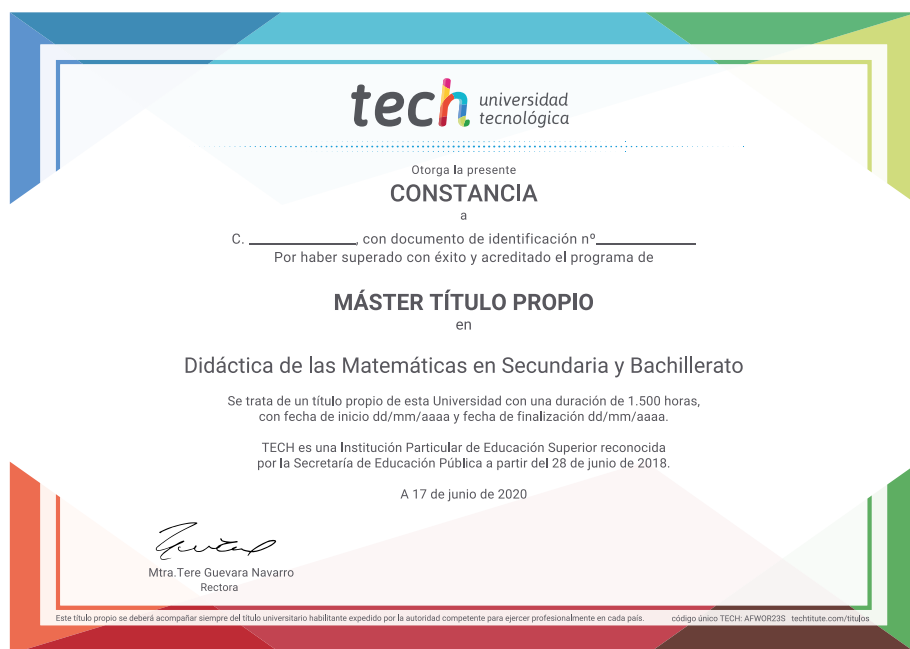 tech universidad
tecnológica
Otorga la presente
CONSTANCIA
a
C. ____________, con documento de identificación nº____________
Por haber superado con éxito y acreditado el programa de
MÁSTER TÍTULO PROPIO
en
Didáctica de las Matemáticas en Secundaria y Bachillerato
Se trata de un título propio de esta Universidad con una duración de 1.500 horas,
con fecha de inicio dd/mm/aaaa y fecha de finalización dd/mm/aaaa.
TECH es una Institución Particular de Educación Superior reconocida
por la Secretaría de Educación Pública a partir del 28 de junio de 2018.
A 17 de junio de 2020
Mtra.Tere Guevara Navarro
Rectora
Este título propio se deberá acompañar siempre del título universitario habilitante expedido por la autoridad competente para ejercer profesionalmente en cada país. código único TECH: AFWOR23S techtitute.com/titulos